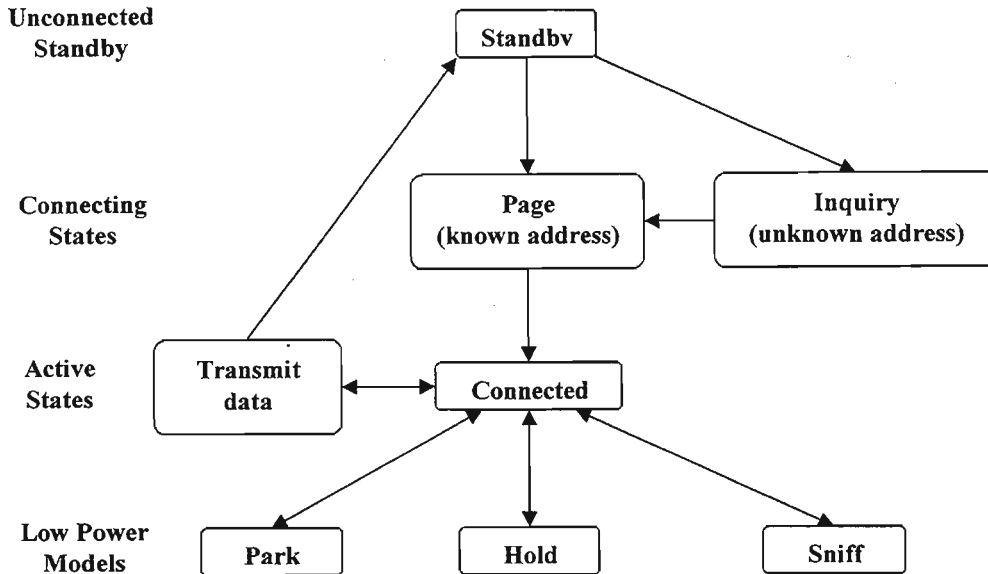 Unconnected
Standby
Standbv
Connecting
States
Page
(known address)
Inquiry
(unknown address)
Active
States
Transmit
data
Connected
Low Power
Models
Park
Hold
Sniff